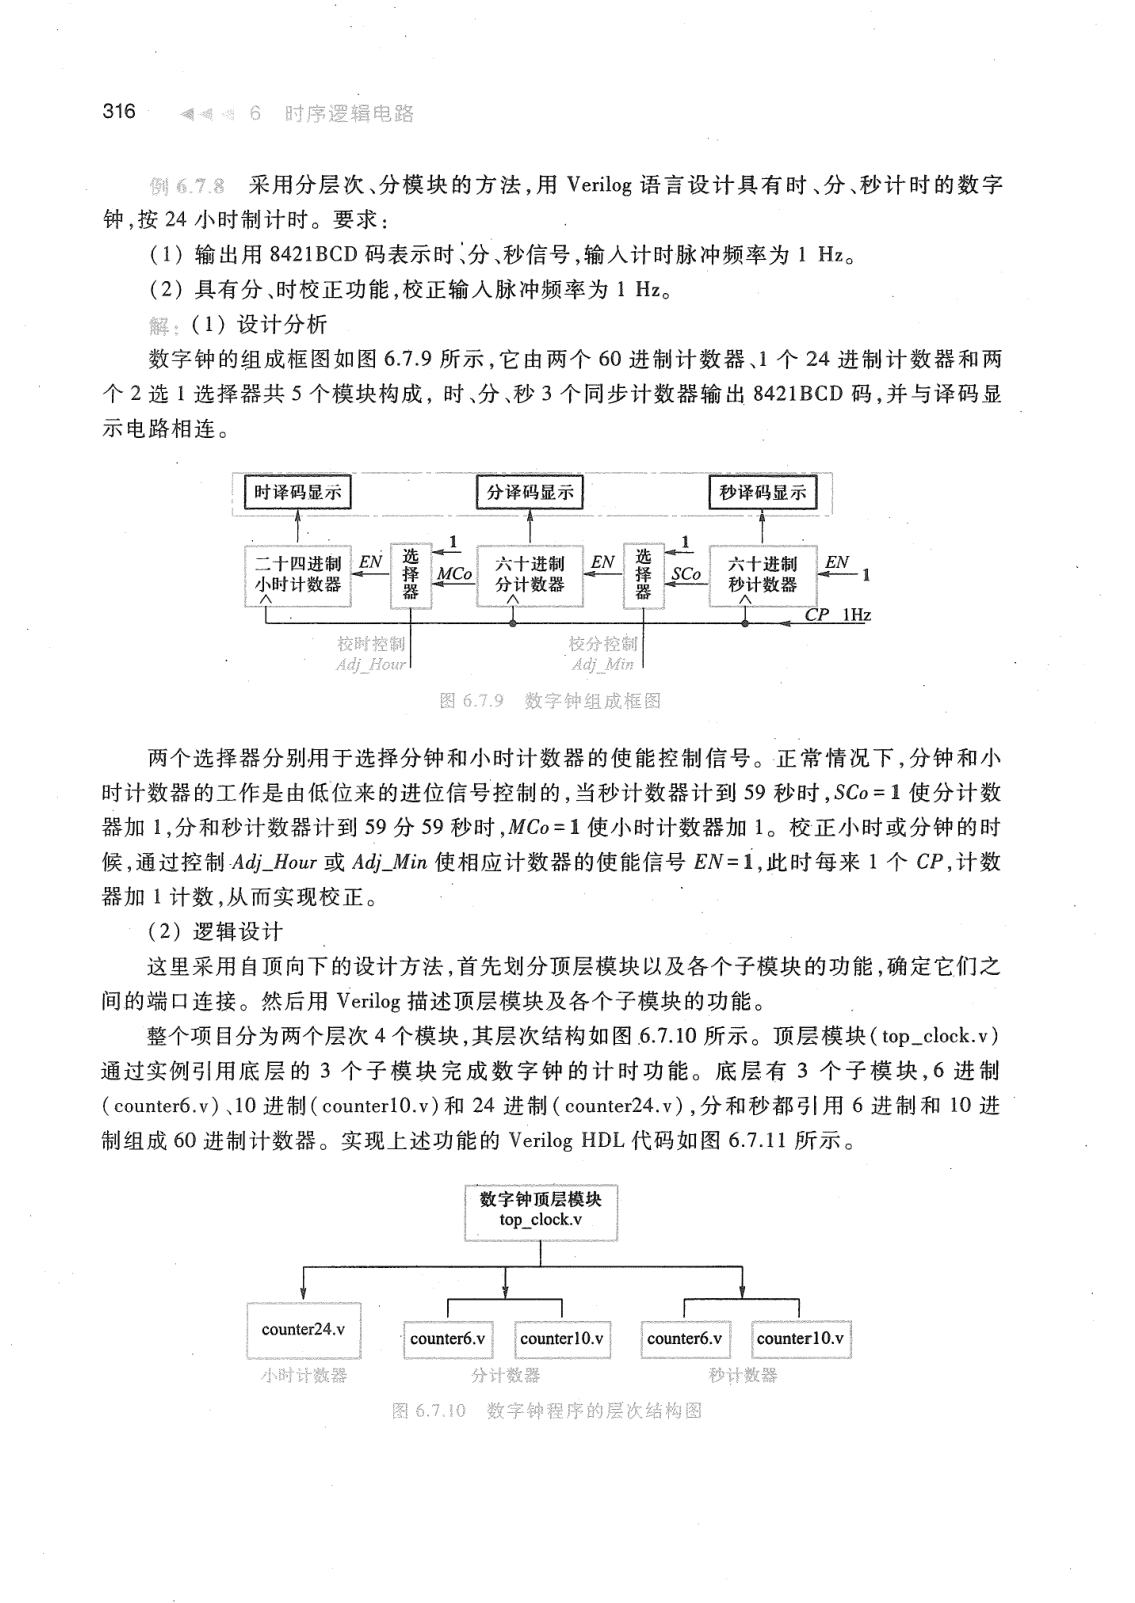 316 6 时序逻辑电路
例 6.7.8 采用分层次、分模块的方法,用 Verilog 语言设计具有时、分、秒计时的数字
钟,按 24 小时制计时。要求:
(1) 输出用 8421BCD 码表示时、分、秒信号,输入计时脉冲频率为 1 Hz。
(2) 具有分、时校正功能,校正输入脉冲频率为 1 Hz。
解:(1) 设计分析
数字钟的组成框图如图 6.7.9 所示,它由两个 60 进制计数器、1 个 24 进制计数器和两
个 2 选 1 选择器共 5 个模块构成, 时、分、秒 3 个同步计数器输出 8421BCD 码,并与译码显
示电路相连。
时译码显示 分译码显示 秒译码显示
二十四进制
小时计数器
EN
选择器
1
MCo
六十进制
分计数器
EN
选择器
1
SCo
六十进制
秒计数器
EN
1
CP 1Hz
校时控制
Adj_Hour
校分控制
Adj_Min
图 6.7.9 数字钟组成框图
两个选择器分别用于选择分钟和小时计数器的使能控制信号。正常情况下,分钟和小
时计数器的工作是由低位来的进位信号控制的,当秒计数器计到 59 秒时,SCo=1 使分计数
器加 1,分和秒计数器计到 59 分 59 秒时,MCo=1 使小时计数器加 1。校正小时或分钟的时
候,通过控制 Adj_Hour 或 Adj_Min 使相应计数器的使能信号 EN=1,此时每来 1 个 CP,计数
器加 1 计数,从而实现校正。
(2) 逻辑设计
这里采用自顶向下的设计方法,首先划分顶层模块以及各个子模块的功能,确定它们之
间的端口连接。然后用 Verilog 描述顶层模块及各个子模块的功能。
整个项目分为两个层次 4 个模块,其层次结构如图 6.7.10 所示。顶层模块(top_clock.v)
通过实例引用底层的 3 个子模块完成数字钟的计时功能。底层有 3 个子模块,6 进制
(counter6.v)、10 进制(counter10.v)和 24 进制(counter24.v),分和秒都引用 6 进制和 10 进
制组成 60 进制计数器。实现上述功能的 Verilog HDL 代码如图 6.7.11 所示。
数字钟顶层模块
top_clock.v
counter24.v counter6.v counter10.v counter6.v counter10.v
小时计数器 分计数器 秒计数器
图 6.7.10 数字钟程序的层次结构图